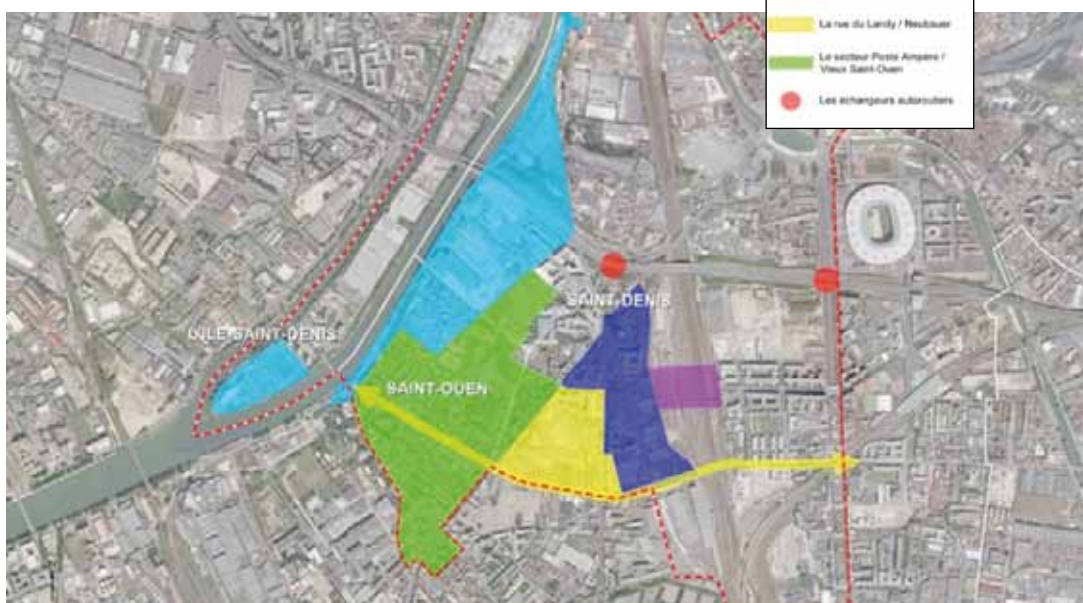 La rue du Landy / Neubauer
Le secteur Poste Ampère /
Vieux Saint-Ouen
Les échangeurs autoroutiers
L'ILE-SAINT-DENIS
SAINT-DENIS
SAINT-OUEN